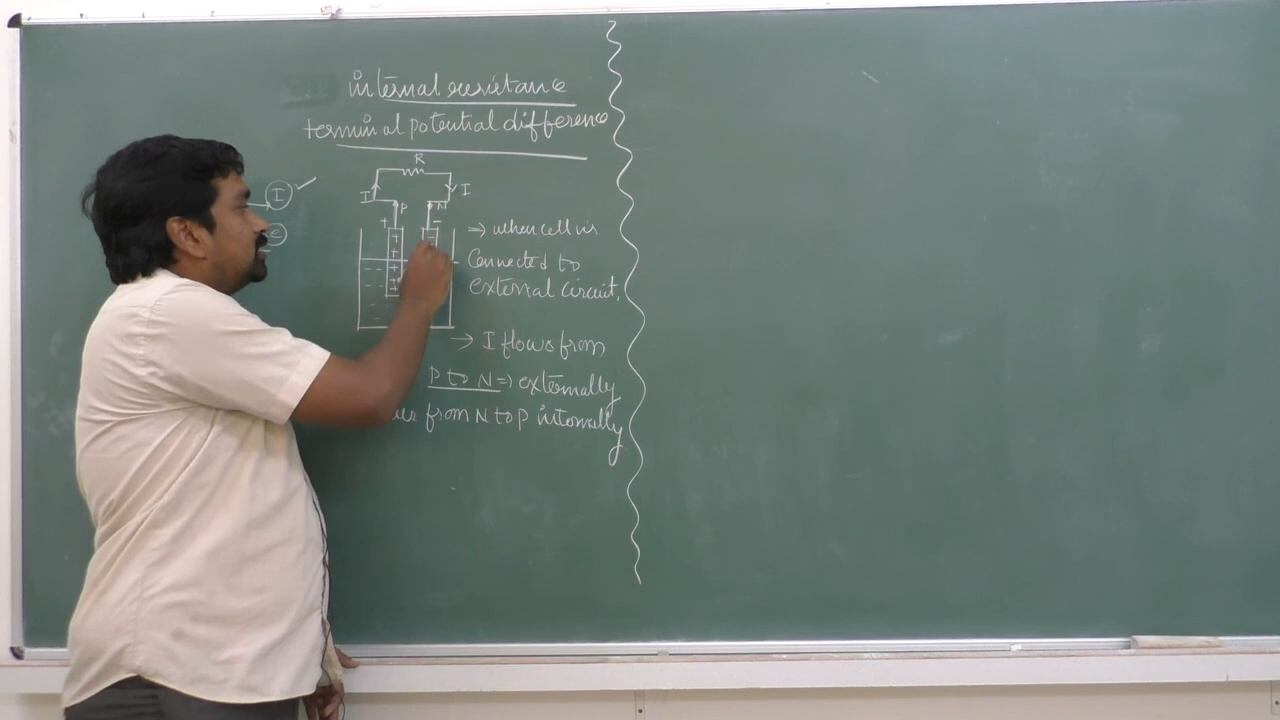 internal resistance
terminal potential difference
R
I I
I
P N
+ -
e
⇒ when cell is
Connected to
external circuit,
→ I flows from
P to N ⇒ externally
from N to P internally